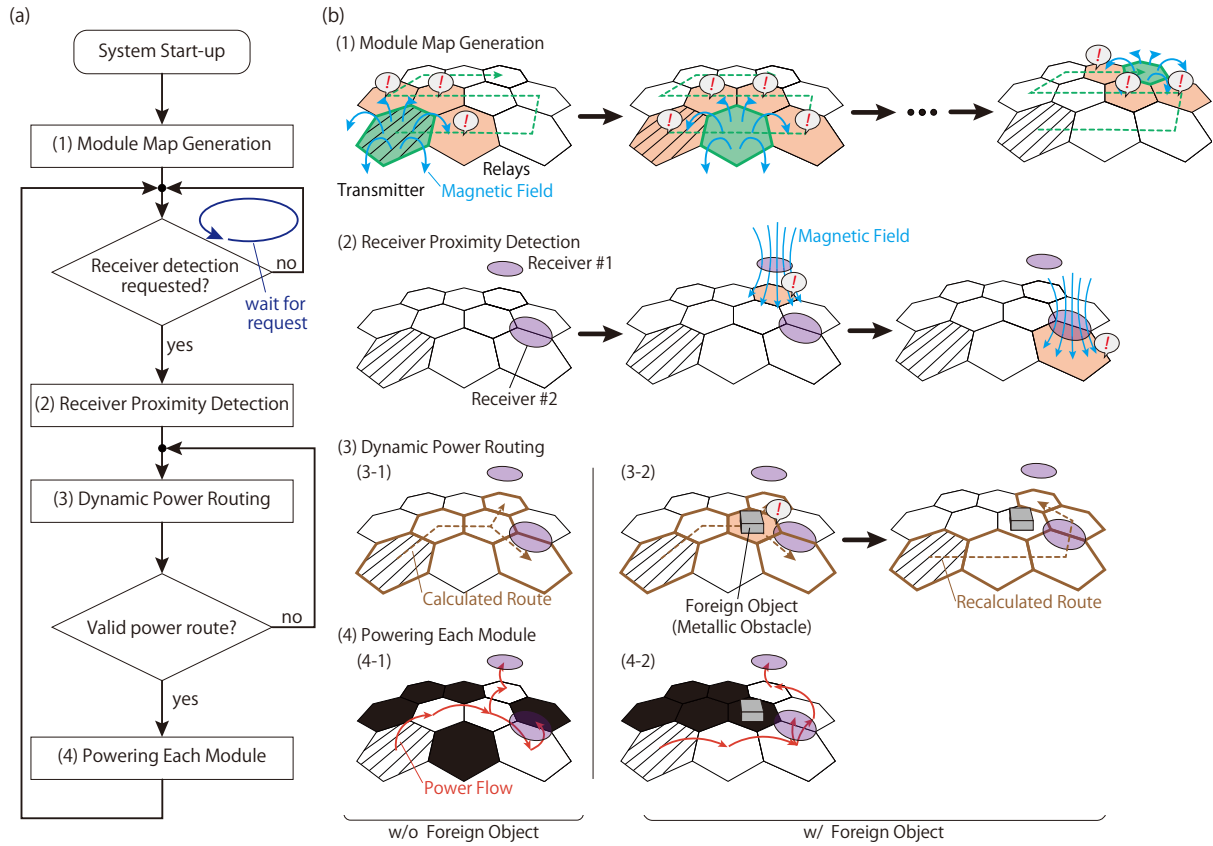 (a)
System Start-up
(1) Module Map Generation
Receiver detection
requested?
no
wait for
request
yes
(2) Receiver Proximity Detection
(3) Dynamic Power Routing
Valid power route?
no
yes
(4) Powering Each Module
(b)
(1) Module Map Generation
!
!
!
!
!
!
!
!
!
!
Transmitter
Relays
Magnetic Field
(2) Receiver Proximity Detection
Receiver #1
Receiver #2
Magnetic Field
!
!
(3) Dynamic Power Routing
(3-1)
Calculated Route
(3-2)
!
Foreign Object
(Metallic Obstacle)
Recalculated Route
(4) Powering Each Module
(4-1)
Power Flow
(4-2)
w/o Foreign Object
w/ Foreign Object